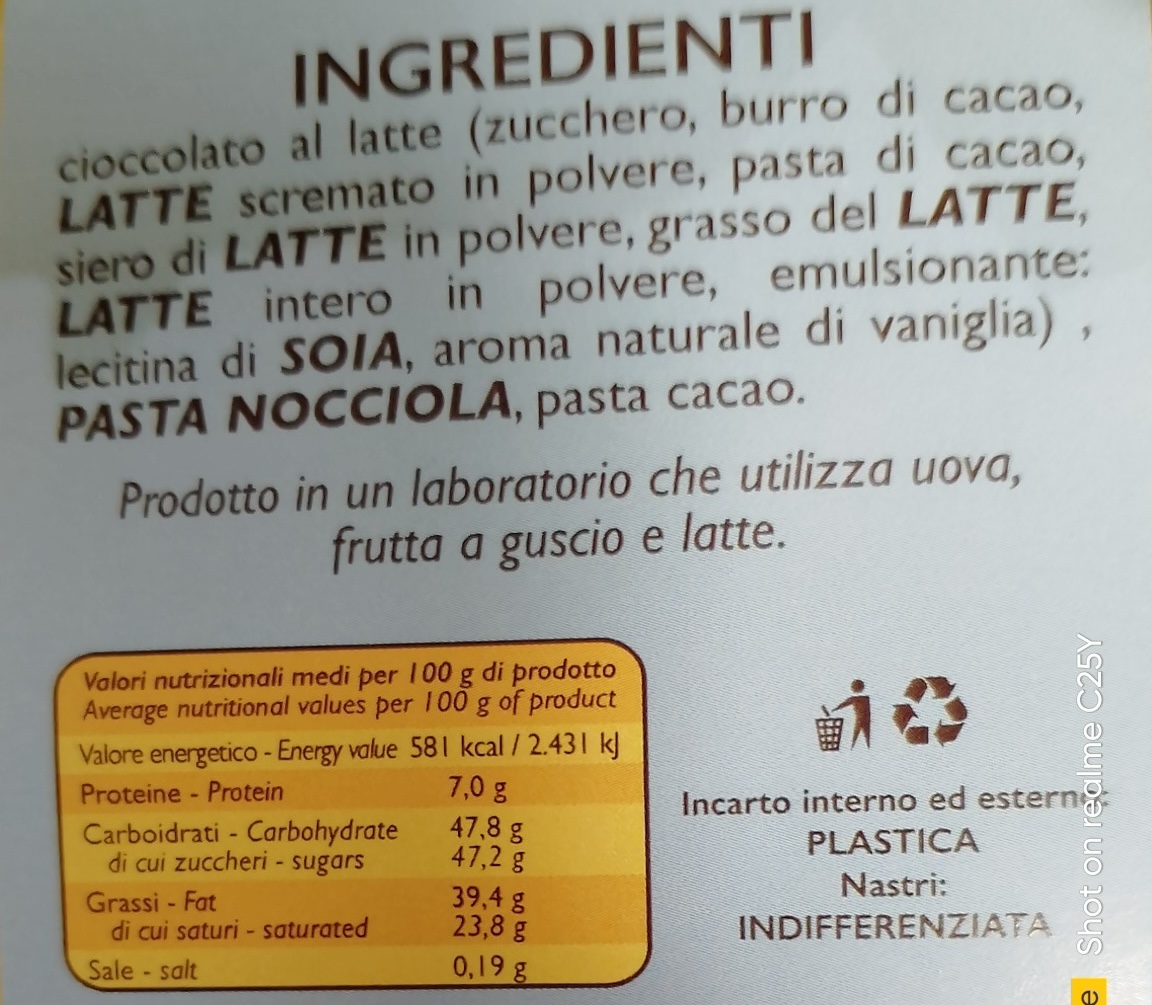 INGREDIENTI
cioccolato al latte (zucchero, burro di cacao,
LATTE scremato in polvere, pasta di cacao,
siero di LATTE in polvere, grasso del LATTE,
LATTE intero in polvere, emulsionante:
lecitina di SOIA, aroma naturale di vaniglia) ,
PASTA NOCCIOLA, pasta cacao.
Prodotto in un laboratorio che utilizza uova,
frutta a guscio e latte.
Valori nutrizionali medi per 100 g di prodotto
Average nutritional values per 100 g of product
Valore energetico - Energy value 581 kcal / 2.431 kJ
Proteine - Protein 7,0 g
Carboidrati - Carbohydrate 47,8 g
di cui zuccheri - sugars 47,2 g
Grassi - Fat 39,4 g
di cui saturi - saturated 23,8 g
Sale - salt 0,19 g
Incarto interno ed esterno:
PLASTICA
Nastri:
INDIFFERENZIATA
Shot on realme C25Y